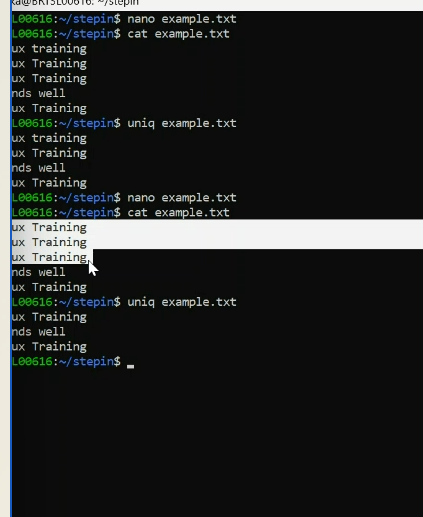 ka@BRTSL00616: ~/stepin
L00616:~/stepin$ nano example.txt
L00616:~/stepin$ cat example.txt
ux training
ux Training
ux Training
nds well
ux Training
L00616:~/stepin$ uniq example.txt
ux training
ux Training
nds well
ux Training
L00616:~/stepin$ nano example.txt
L00616:~/stepin$ cat example.txt
ux Training
ux Training
ux Training
nds well
ux Training
L00616:~/stepin$ uniq example.txt
ux Training
nds well
ux Training
L00616:~/stepin$